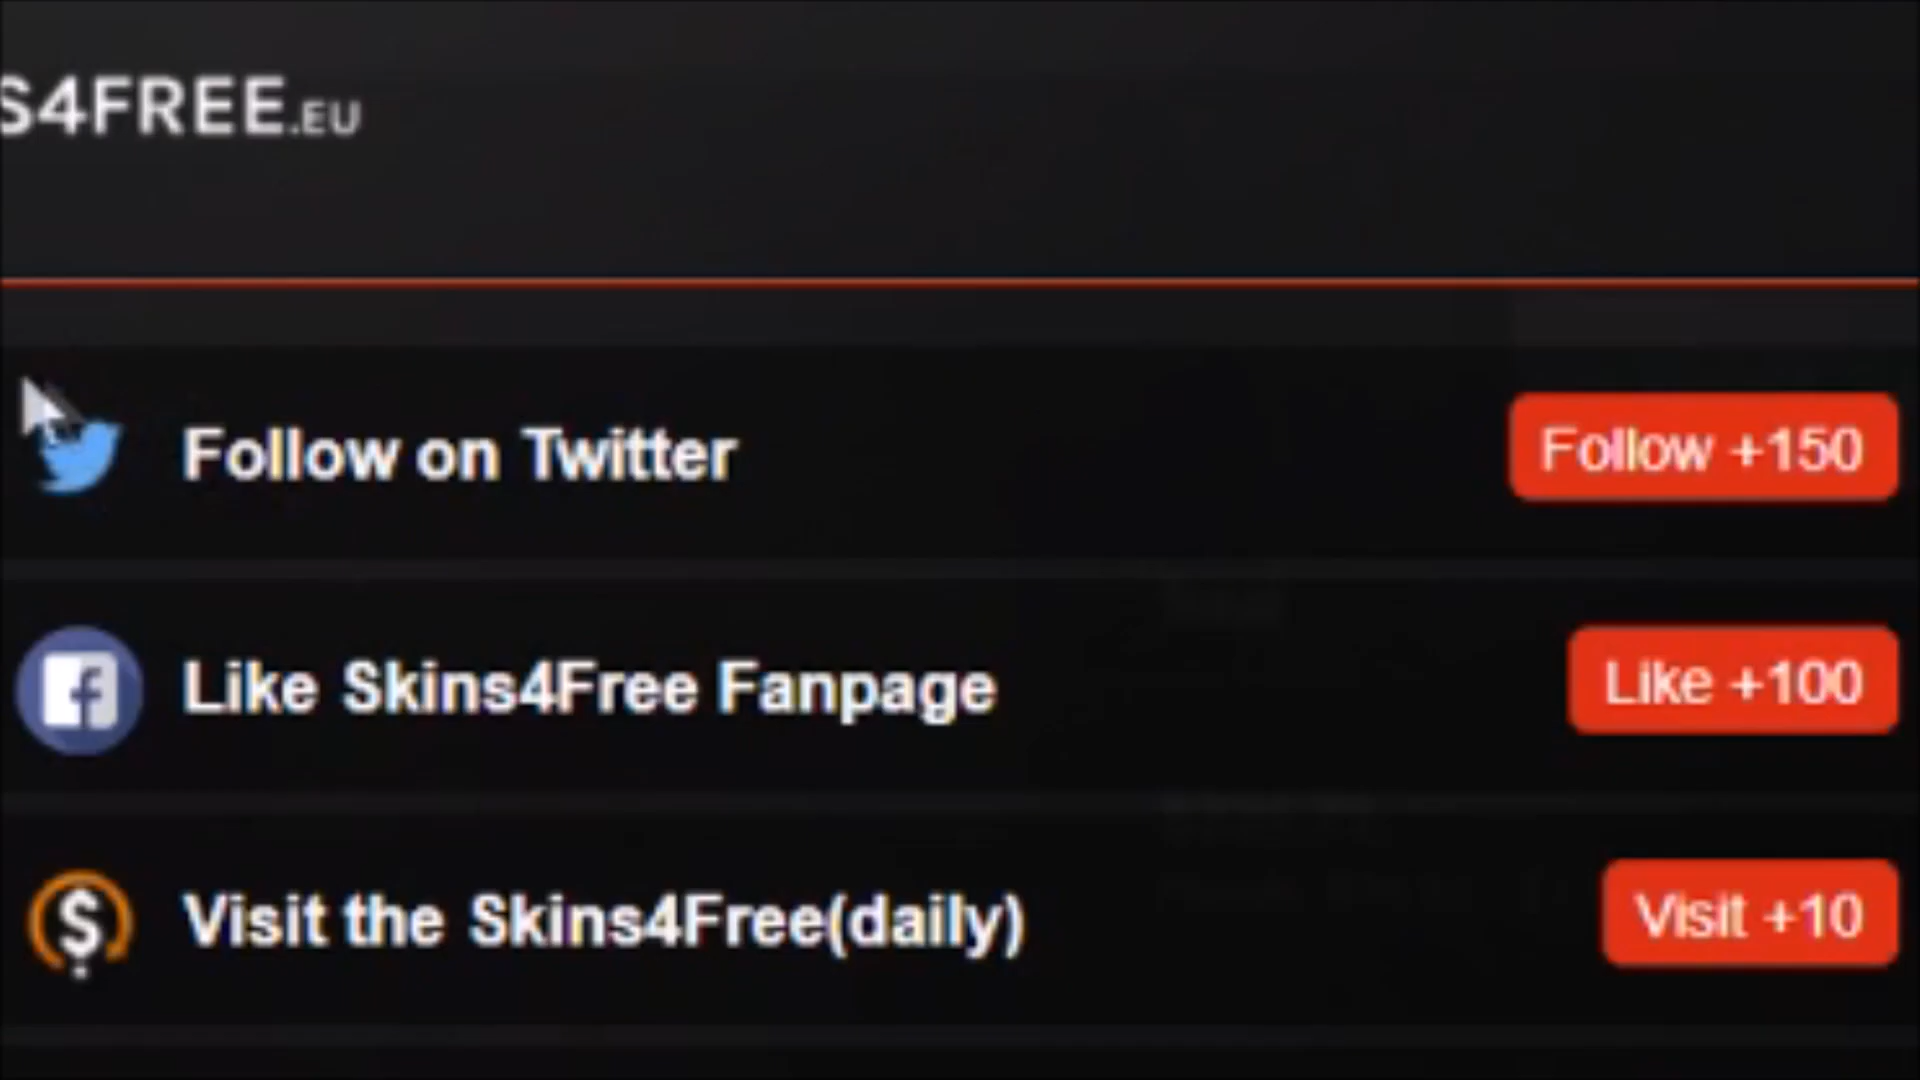 S4FREE.EU
Follow on Twitter
Follow +150
Like Skins4Free Fanpage
Like +100
Visit the Skins4Free(daily)
Visit +10